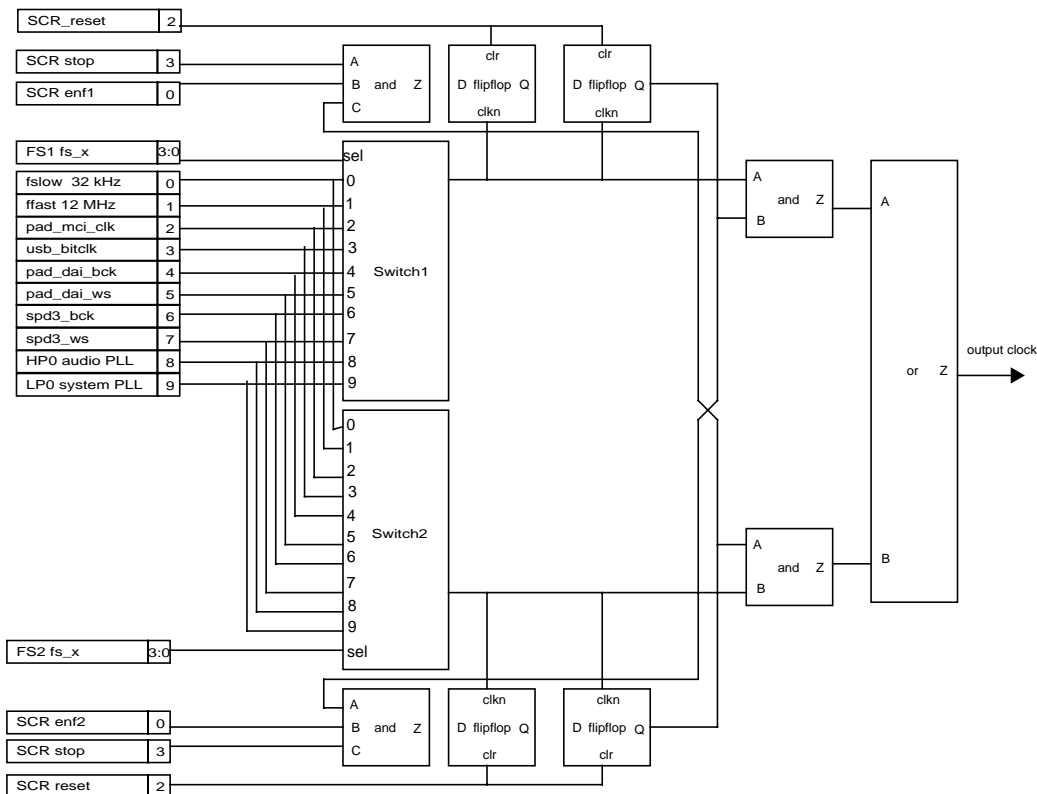 SCR_reset 2
SCR stop 3
SCR enf1 0
A
B and Z
C
clr
D flipflop Q
clkn
clr
D flipflop Q
clkn
FS1 fs_x 3:0
fslow 32 kHz 0
ffast 12 MHz 1
pad_mci_clk 2
usb_bitclk 3
pad_dai_bck 4
pad_dai_ws 5
spd3_bck 6
spd3_ws 7
HP0 audio PLL 8
LP0 system PLL 9
sel
0
1
2
3
4
5
6
7
8
9
Switch1
A
and Z
B
A
or Z
B
output clock
0
1
2
3
4
5
6
7
8
9
sel
Switch2
A
and Z
B
FS2 fs_x 3:0
SCR enf2 0
SCR stop 3
SCR reset 2
A
B and Z
C
clkn
D flipflop Q
clr
clkn
D flipflop Q
clr